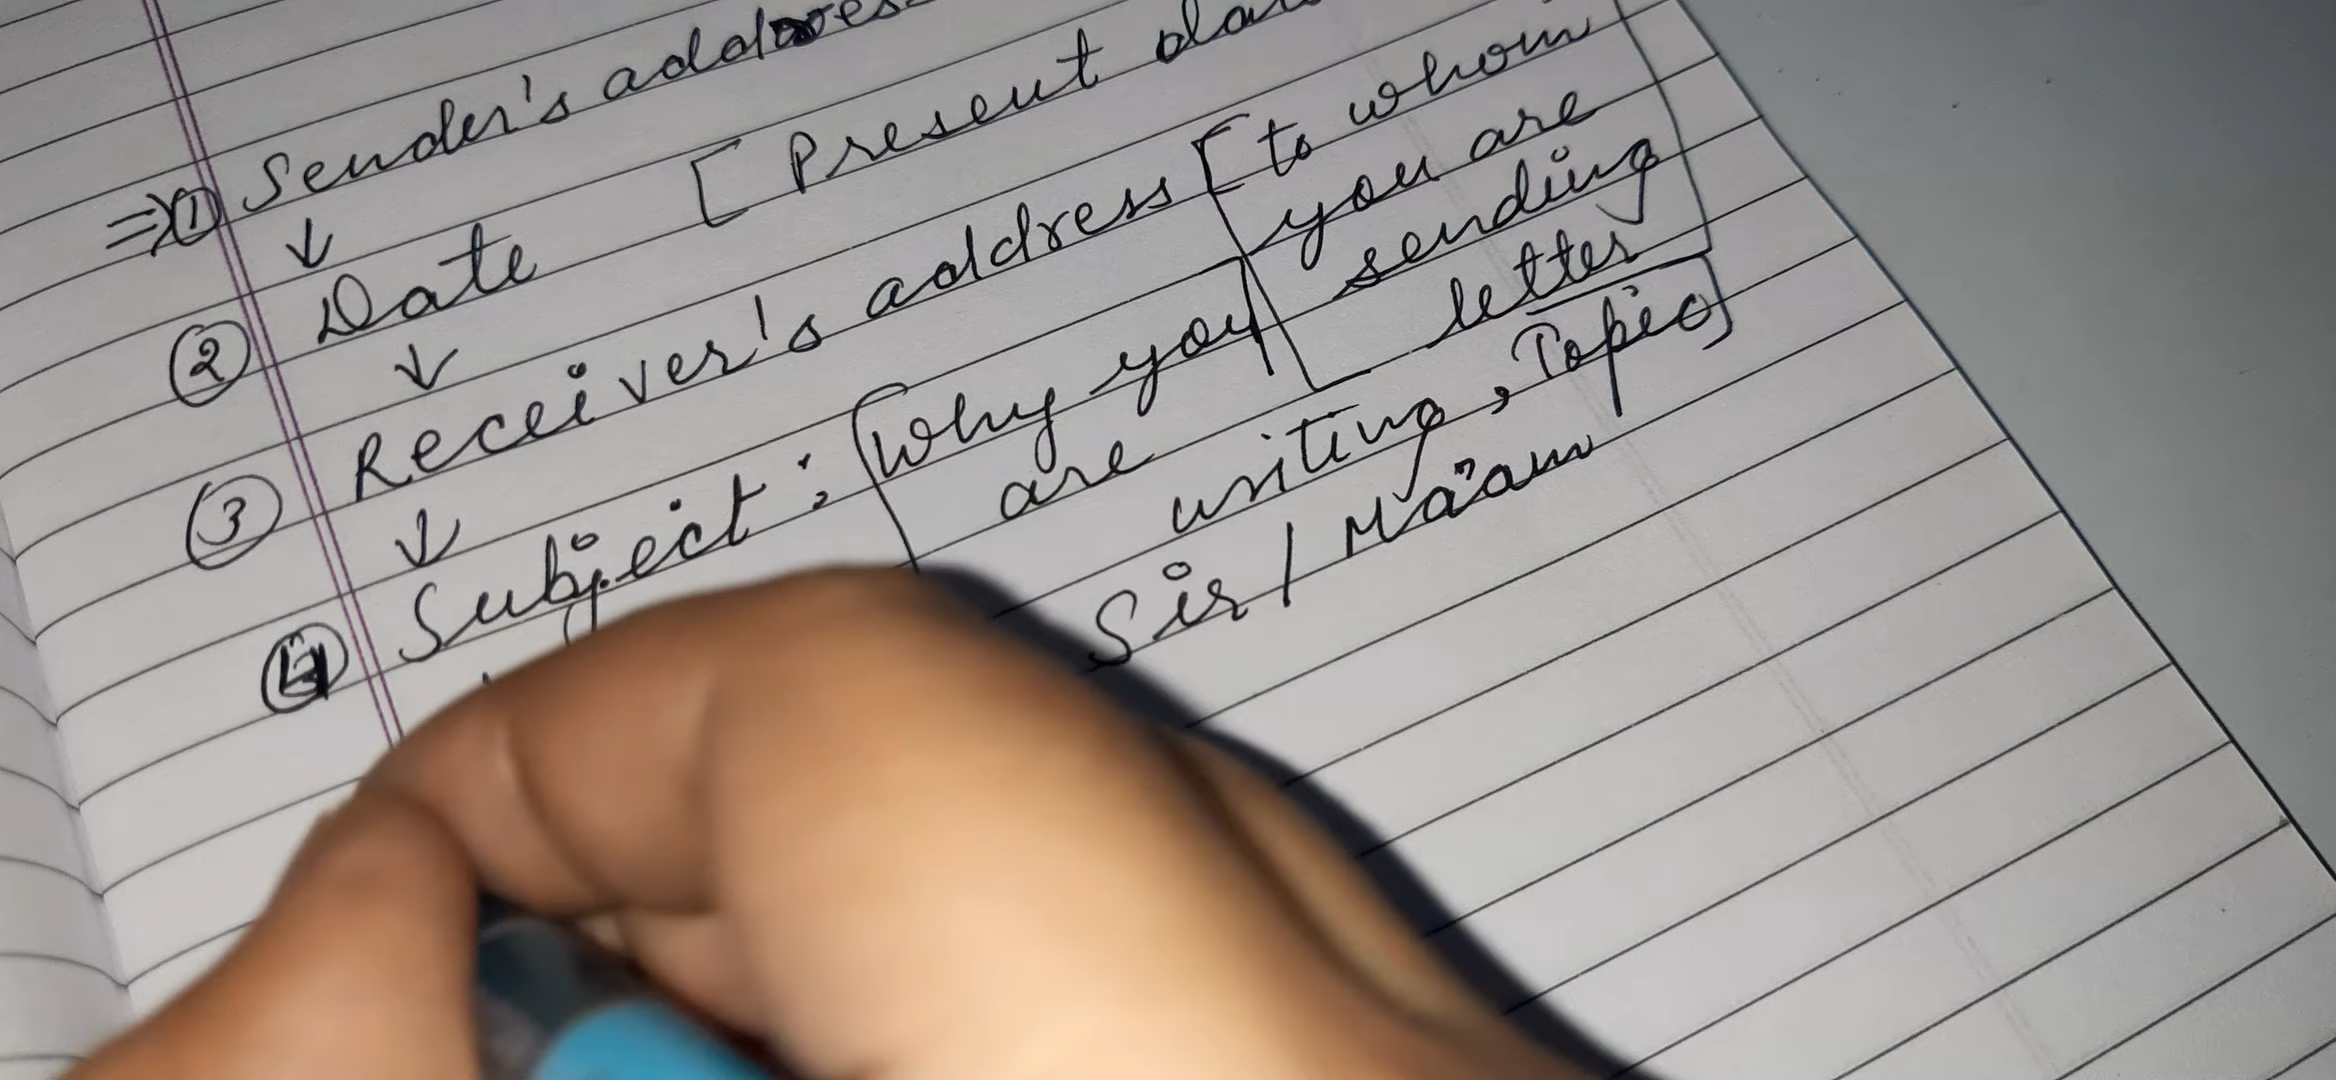 ⇒① Sender's
↓
② Date [ Present
↓
③ Receiver's address [ to whom
you are
sending
letter ]
↓
④ Subject : [ Why you
are
writing, Topic ]
Sir / Ma'am